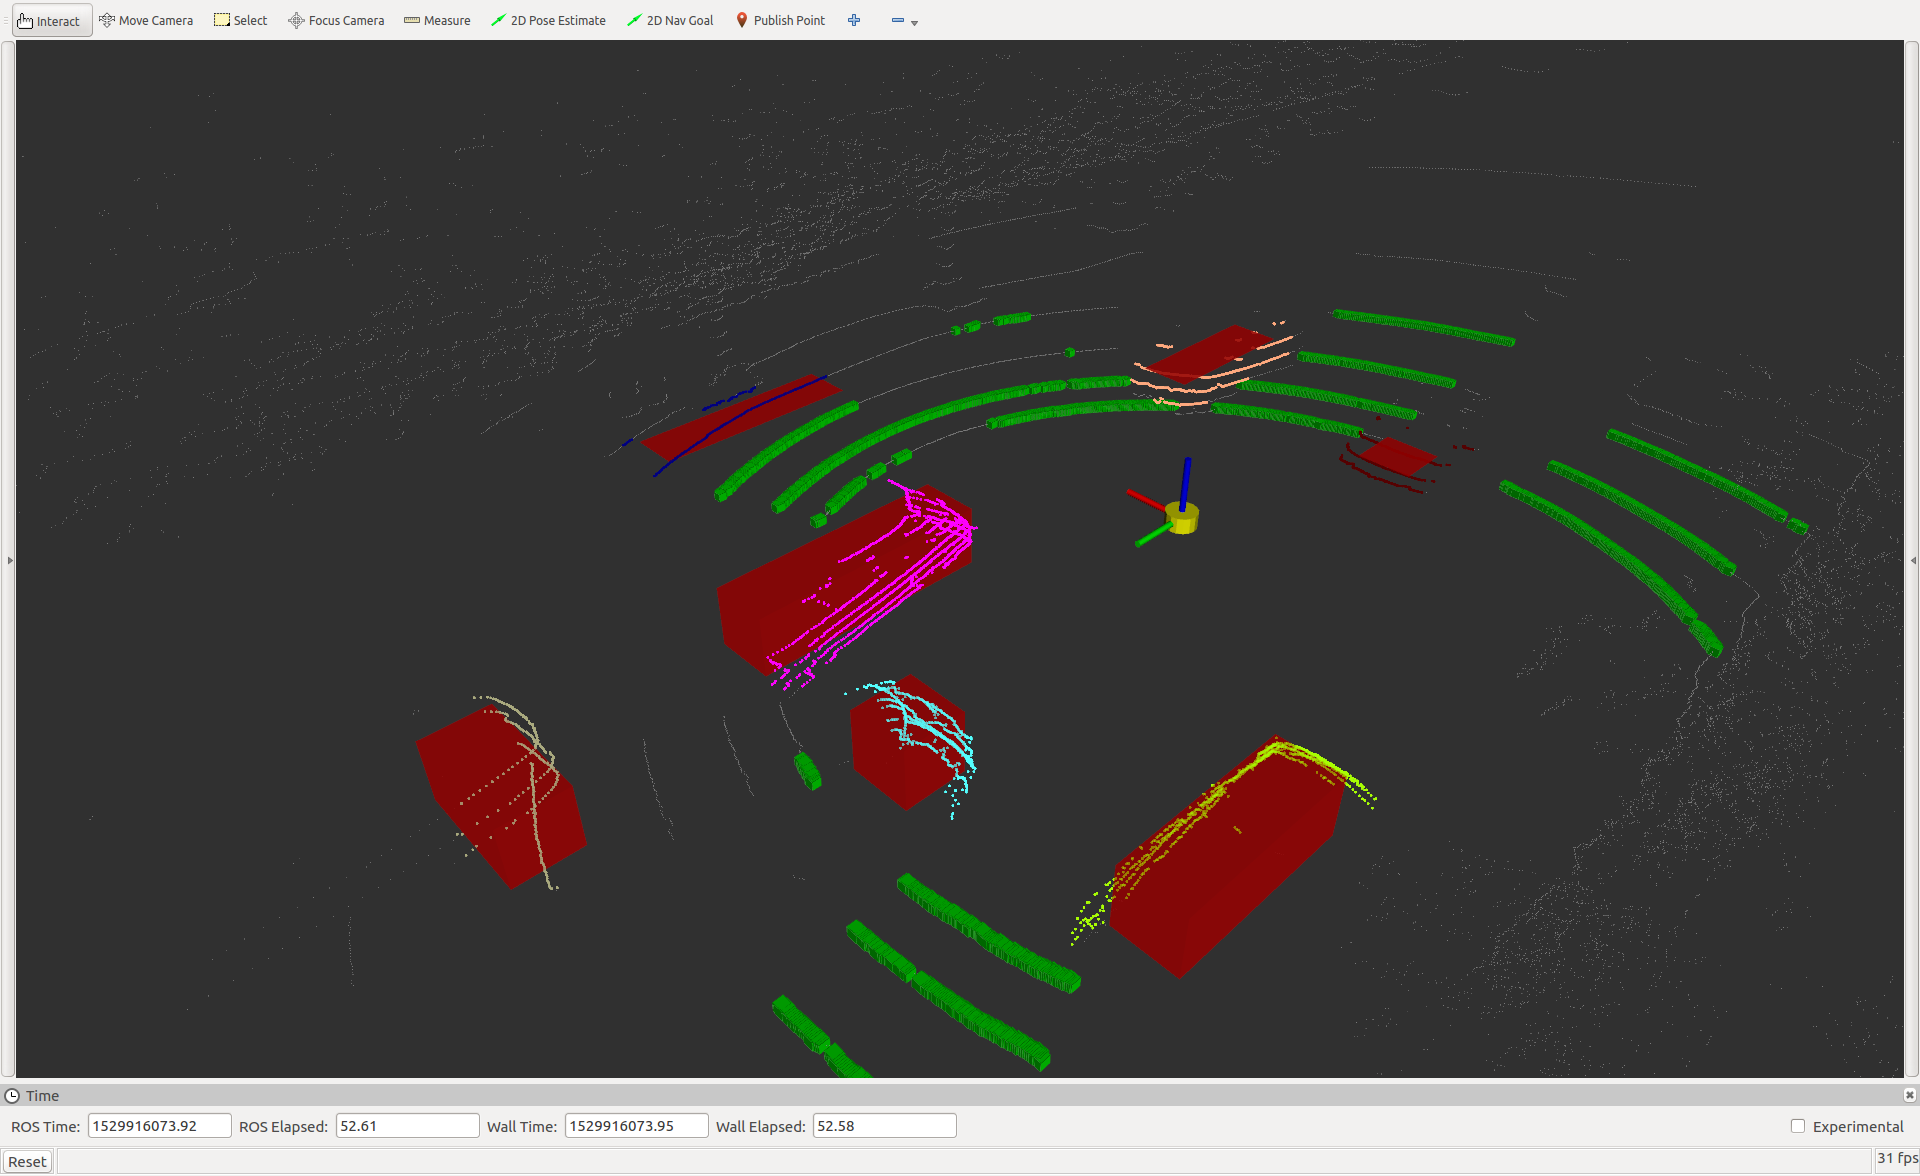 Interact Move Camera Select Focus Camera Measure 2D Pose Estimate 2D Nav Goal Publish Point
Time
ROS Time: 1529916073.92 ROS Elapsed: 52.61 Wall Time: 1529916073.95 Wall Elapsed: 52.58 Experimental
Reset 31 fps